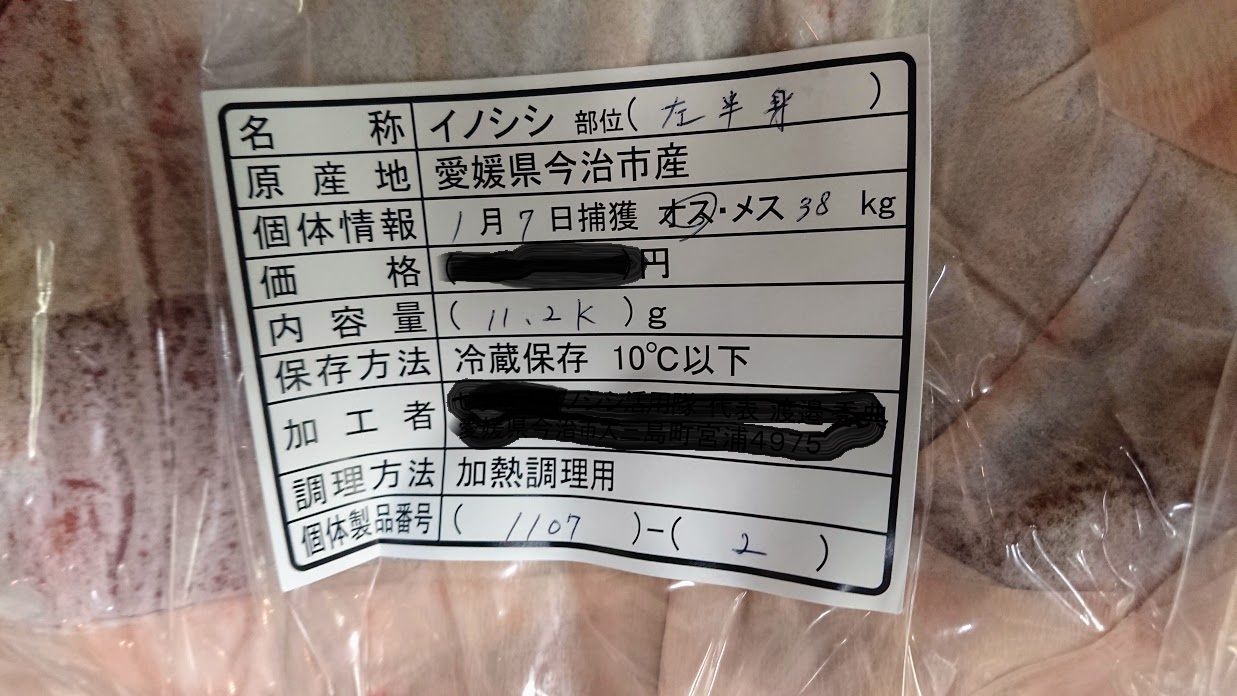 名称 イノシシ 部位(左半身)
原産地 愛媛県今治市産
個体情報 1月7日捕獲 オス・メス 38 kg
価格 円
内容量 (11.2K)g
保存方法 冷蔵保存 10℃以下
加工者
調理方法 加熱調理用
個体製品番号 (1107)-(2)